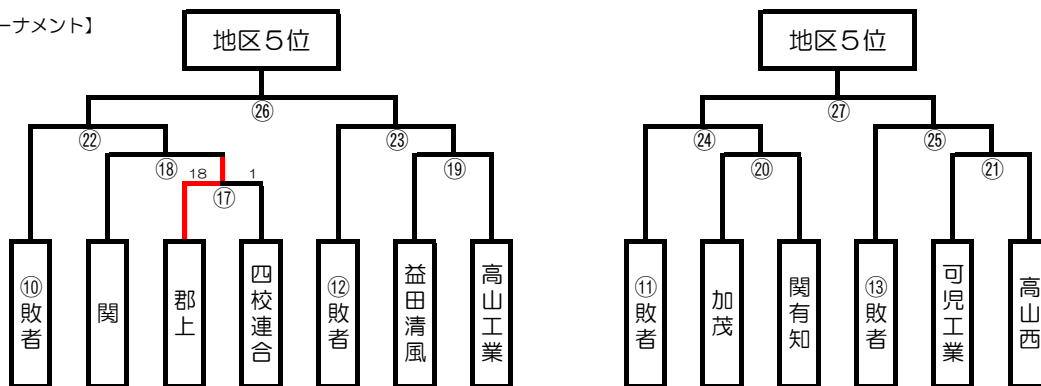 ーナメント】
地区５位
地区５位
㉖
㉗
㉒
㉓
㉔
㉕
⑱
⑲
⑳
㉑
18
1
⑰
⑩敗者
関
郡上
四校連合
⑫敗者
益田清風
高山工業
⑪敗者
加茂
関有知
⑬敗者
可児工業
高山西